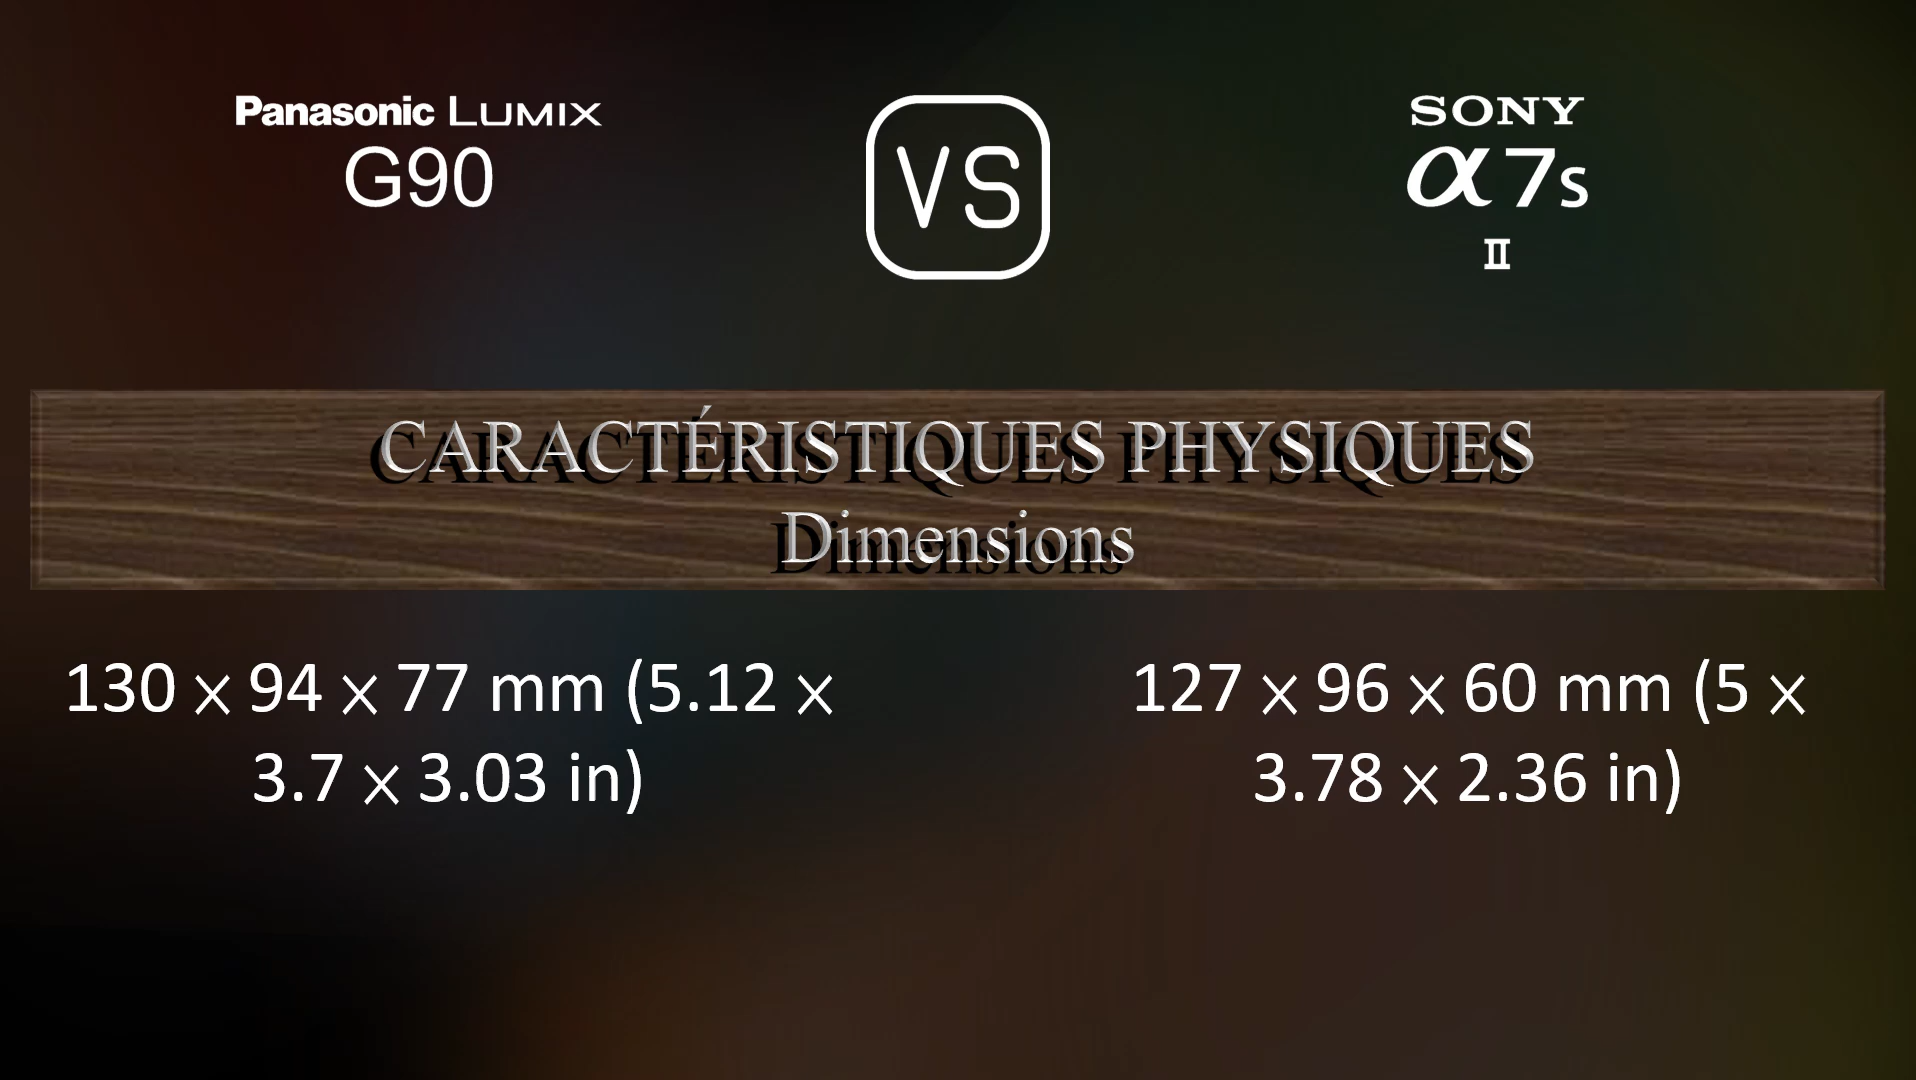 Panasonic LUMIX
G90
VS
SONY
α7s
II
CARACTÉRISTIQUES PHYSIQUES
Dimensions
130 x 94 x 77 mm (5.12 x
3.7 x 3.03 in)
127 x 96 x 60 mm (5 x
3.78 x 2.36 in)